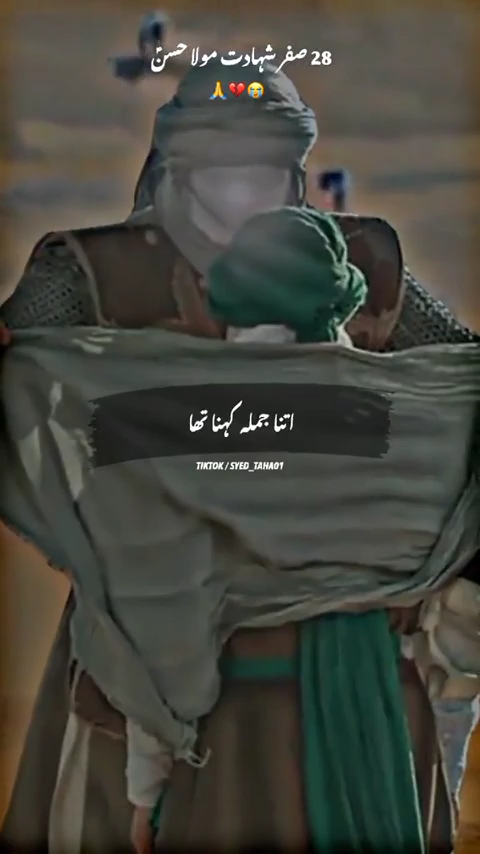 28 صفر شہادت مولا حسنؑ
🙏💔😭
اتنا جملہ کہنا تھا
TIKTOK / SYED_TAHA01